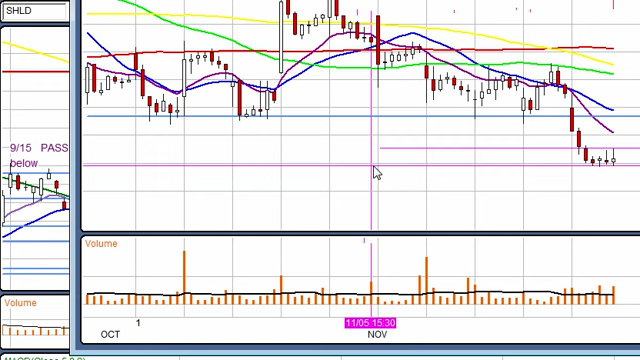 SHLD
9/15 PASS
below
Volume
Volume
1
11/05 15:30
OCT
NOV